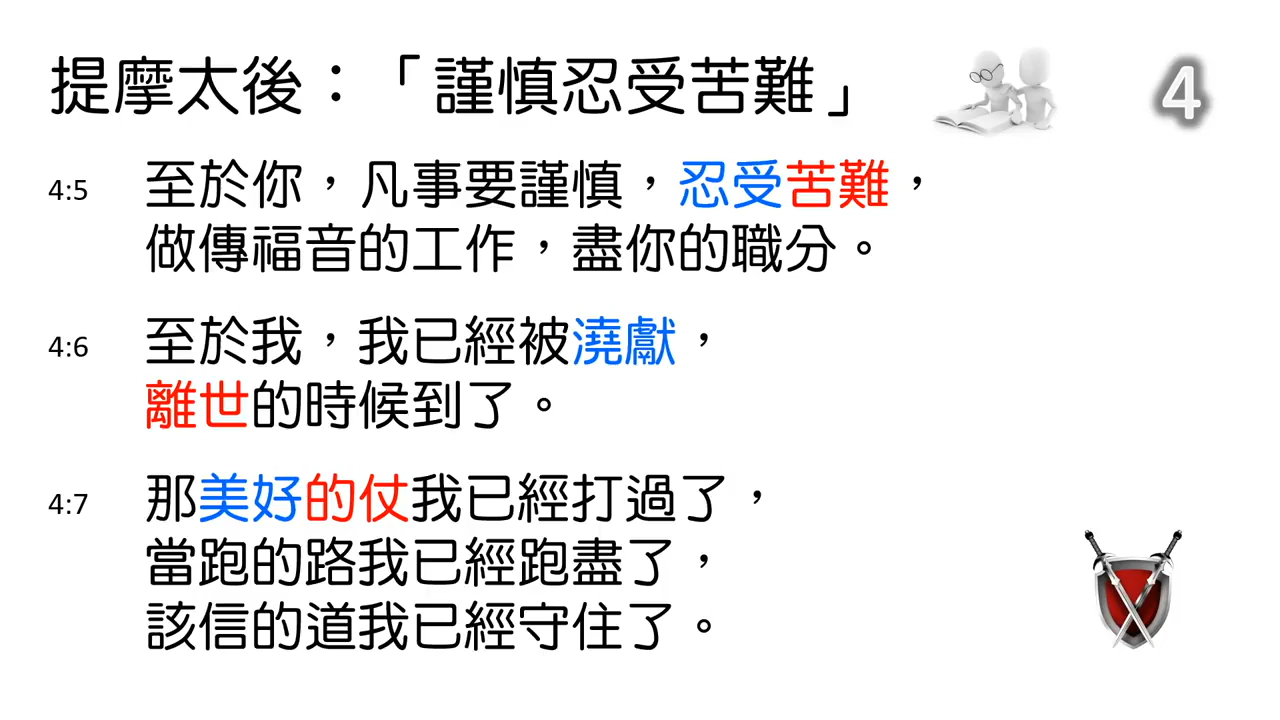 提摩太後：「謹慎忍受苦難」
4
4:5 至於你，凡事要謹慎，忍受苦難，
做傳福音的工作，盡你的職分。
4:6 至於我，我已經被澆獻，
離世的時候到了。
4:7 那美好的仗我已經打過了，
當跑的路我已經跑盡了，
該信的道我已經守住了。